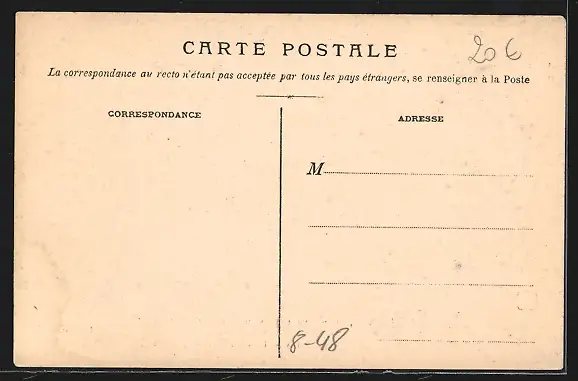 CARTE POSTALE
20 €
La correspondance au recto n'étant pas acceptée par tous les pays étrangers, se renseigner à la Poste
CORRESPONDANCE
ADRESSE
M
8-48